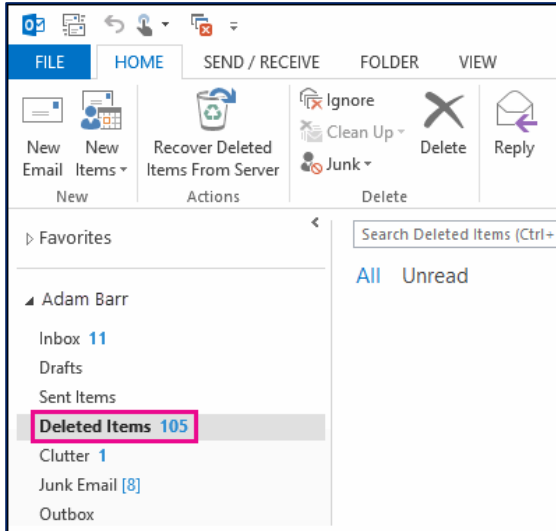 FILE HOME SEND / RECEIVE FOLDER VIEW
New Email
New Items
Recover Deleted Items From Server
Ignore
Clean Up
Junk
Delete
Reply
New Actions Delete
Favorites
Search Deleted Items (Ctrl+
All Unread
Adam Barr
Inbox 11
Drafts
Sent Items
Deleted Items 105
Clutter 1
Junk Email [8]
Outbox